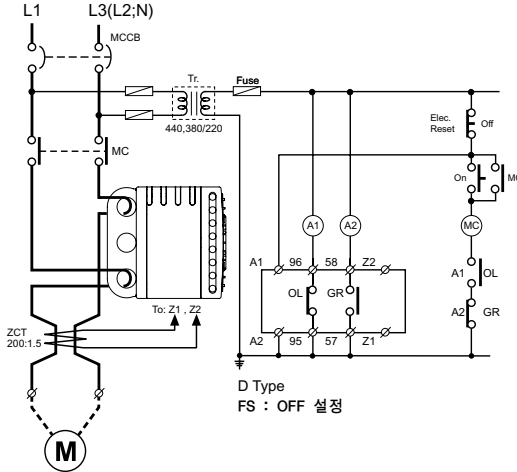 L1 L3(L2;N)
MCCB
Tr.
Fuse
440,380/220
Elec.
Reset
Off
MC
On
MC
A1
A2
MC
A1 96 58 Z2
A1 OL
To: Z1 , Z2
OL GR
A2 GR
ZCT
200:1.5
A2 95 57 Z1
D Type
FS : OFF 설정
M